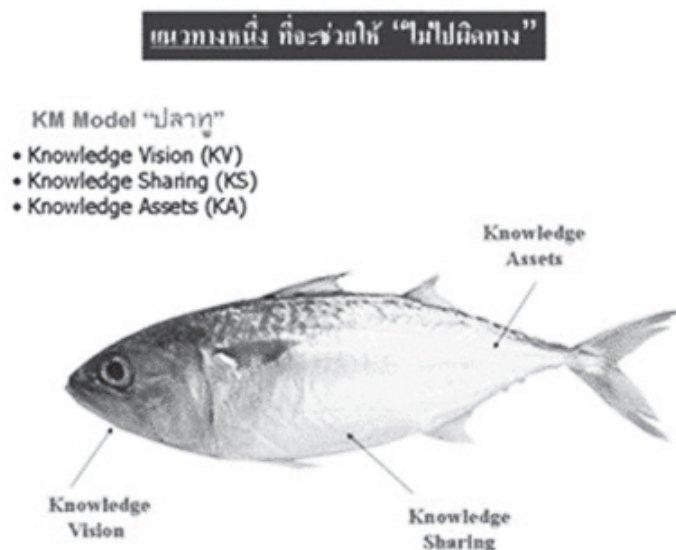 แนวทางหนึ่ง ที่จะช่วยให้ “ไม่ไปผิดทาง”
KM Model “ปลาทู”
• Knowledge Vision (KV)
• Knowledge Sharing (KS)
• Knowledge Assets (KA)
Knowledge
Assets
Knowledge
Vision
Knowledge
Sharing